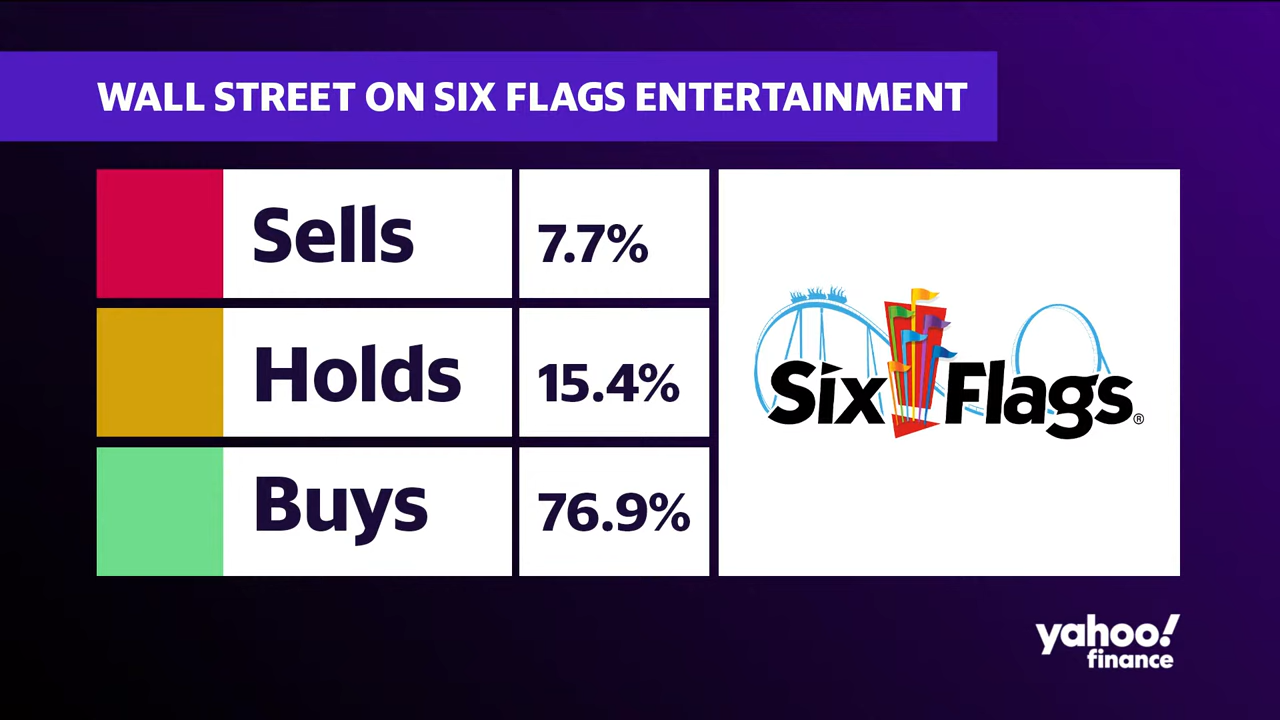 WALL STREET ON SIX FLAGS ENTERTAINMENT
Sells 7.7%
Holds 15.4%
Buys 76.9%
Six Flags®
yahoo!
finance